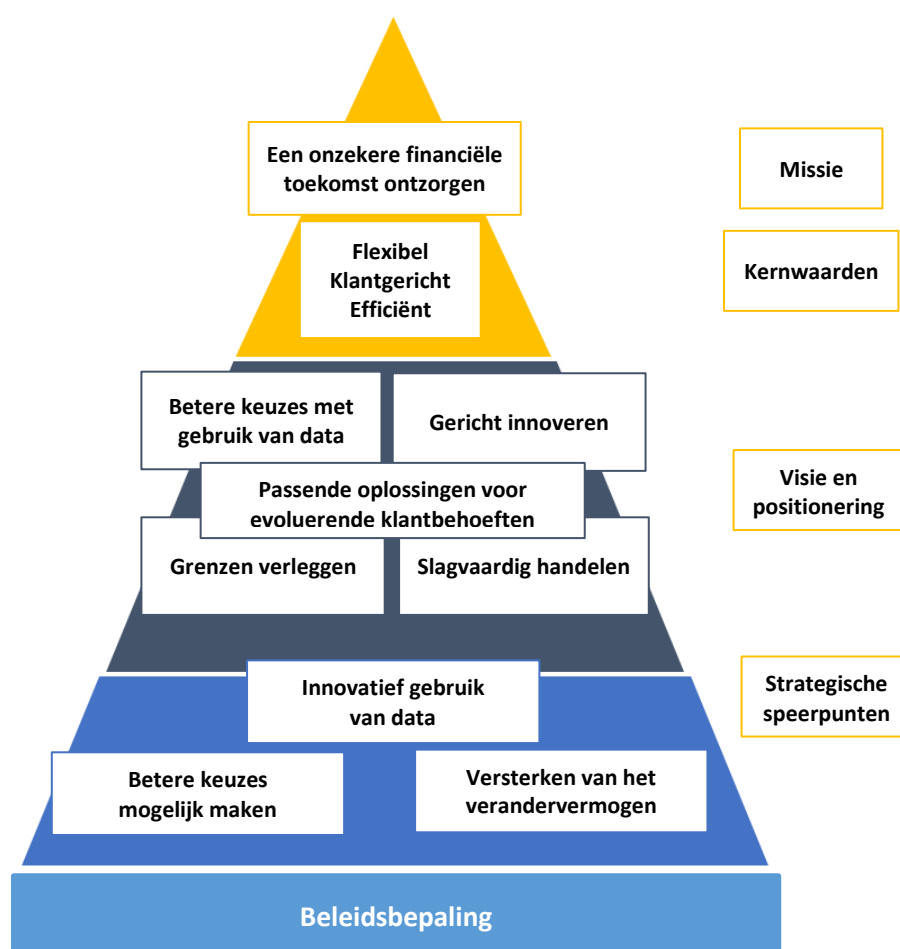 Een onzekere financiële
toekomst ontzorgen
Missie
Flexibel
Klantgericht
Efficiënt
Kernwaarden
Betere keuzes met
gebruik van data
Gericht innoveren
Passende oplossingen voor
evoluerende klantbehoeften
Visie en
positionering
Grenzen verleggen
Slagvaardig handelen
Innovatief gebruik
van data
Strategische
speerpunten
Betere keuzes
mogelijk maken
Versterken van het
verandervermogen
Beleidsbepaling